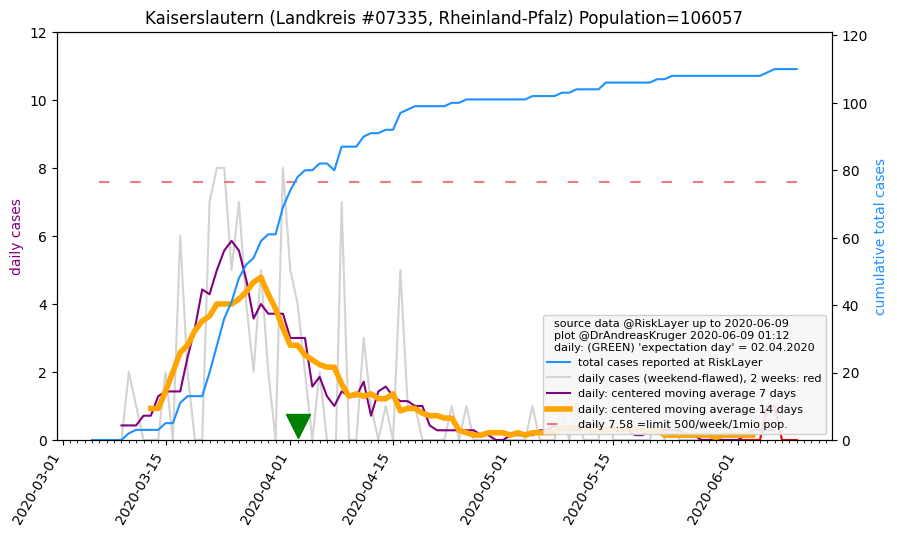 Kaiserslautern (Landkreis #07335, Rheinland-Pfalz) Population=106057
12
10
8
6
4
2
0
daily cases
120
100
80
60
40
20
0
cumulative total cases
source data @RiskLayer up to 2020-06-09
plot @DrAndreasKruger 2020-06-09 01:12
daily: (GREEN) 'expectation day' = 02.04.2020
total cases reported at RiskLayer
daily cases (weekend-flawed), 2 weeks: red
daily: centered moving average 7 days
daily: centered moving average 14 days
daily 7.58 =limit 500/week/1mio pop.
2020-03-01
2020-03-15
2020-04-01
2020-04-15
2020-05-01
2020-05-15
2020-06-01